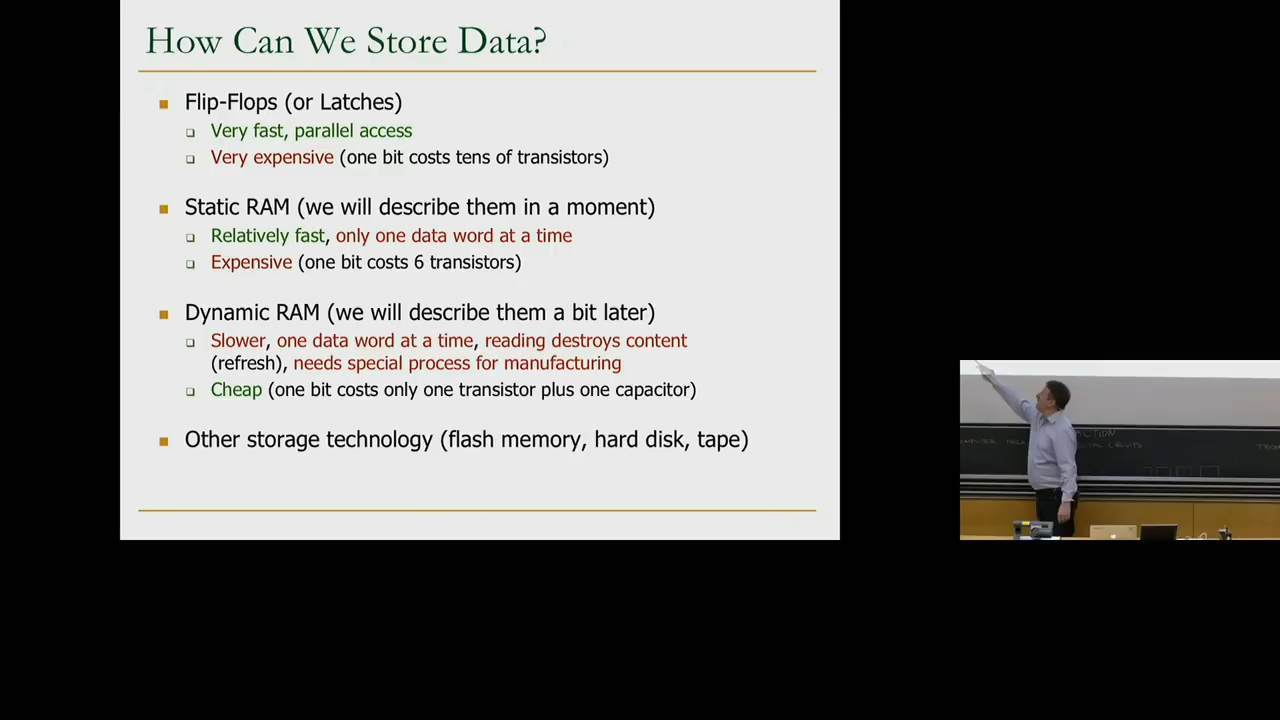 How Can We Store Data?
Flip-Flops (or Latches)
Very fast, parallel access
Very expensive (one bit costs tens of transistors)
Static RAM (we will describe them in a moment)
Relatively fast, only one data word at a time
Expensive (one bit costs 6 transistors)
Dynamic RAM (we will describe them a bit later)
Slower, one data word at a time, reading destroys content
(refresh), needs special process for manufacturing
Cheap (one bit costs only one transistor plus one capacitor)
Other storage technology (flash memory, hard disk, tape)